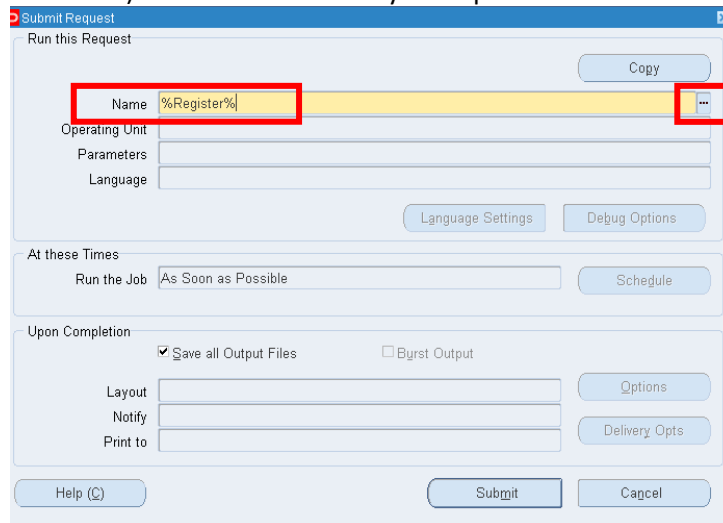 Submit Request
Run this Request
Copy
Name %Register%
Operating Unit
Parameters
Language
Language Settings Debug Options
At these Times
Run the Job As Soon as Possible Schedule
Upon Completion
Save all Output Files Burst Output
Layout Options
Notify
Delivery Opts
Print to
Help (C) Submit Cancel